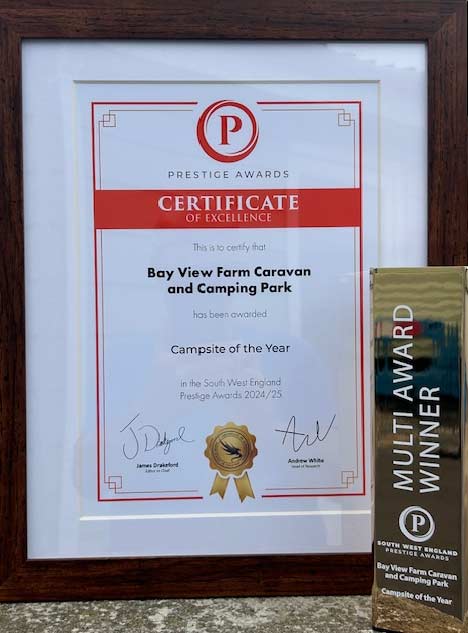 P
PRESTIGE AWARDS
CERTIFICATE
OF EXCELLENCE
This is to certify that
Bay View Farm Caravan
and Camping Park
has been awarded
Campsite of the Year
in the South West England
Prestige Awards 2024/25
James Drakeford
Editor-in-Chief
Andrew White
Head of Research
MULTI AWARD
WINNER
P
SOUTH WEST ENGLAND
PRESTIGE AWARDS
Bay View Farm Caravan
and Camping Park
Campsite of the Year